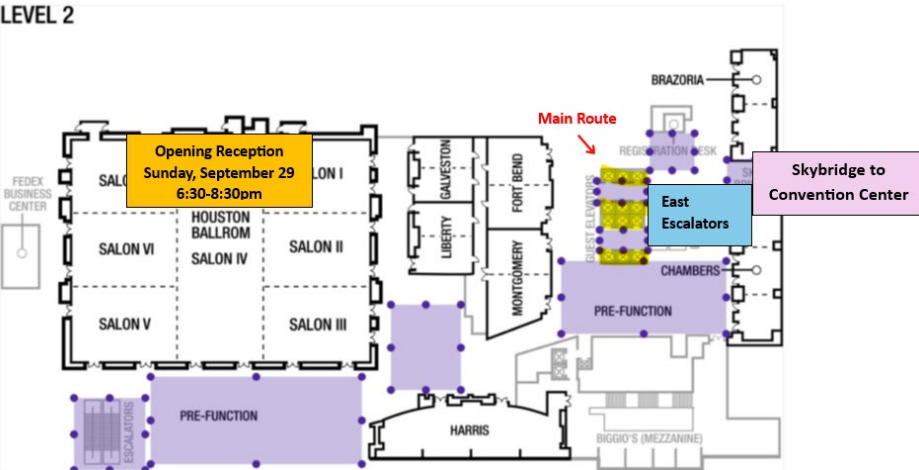 LEVEL 2
BRAZORIA
Main Route
REGISTRATION DESK
Opening Reception
Sunday, September 29
6:30-8:30pm
SALO
ON I
GALVESTON
FORT BEND
Skybridge to
Convention Center
FEDEX
BUSINESS
CENTER
HOUSTON
BALLROM
SALON IV
SALON VI
SALON II
LIBERTY
MONTGOMERY
GUEST ELEVATORS
East
Escalators
CHAMBERS
SALON V
SALON III
PRE-FUNCTION
PRE-FUNCTION
ESCALATORS
HARRIS
BIGGIO'S (MEZZANINE)